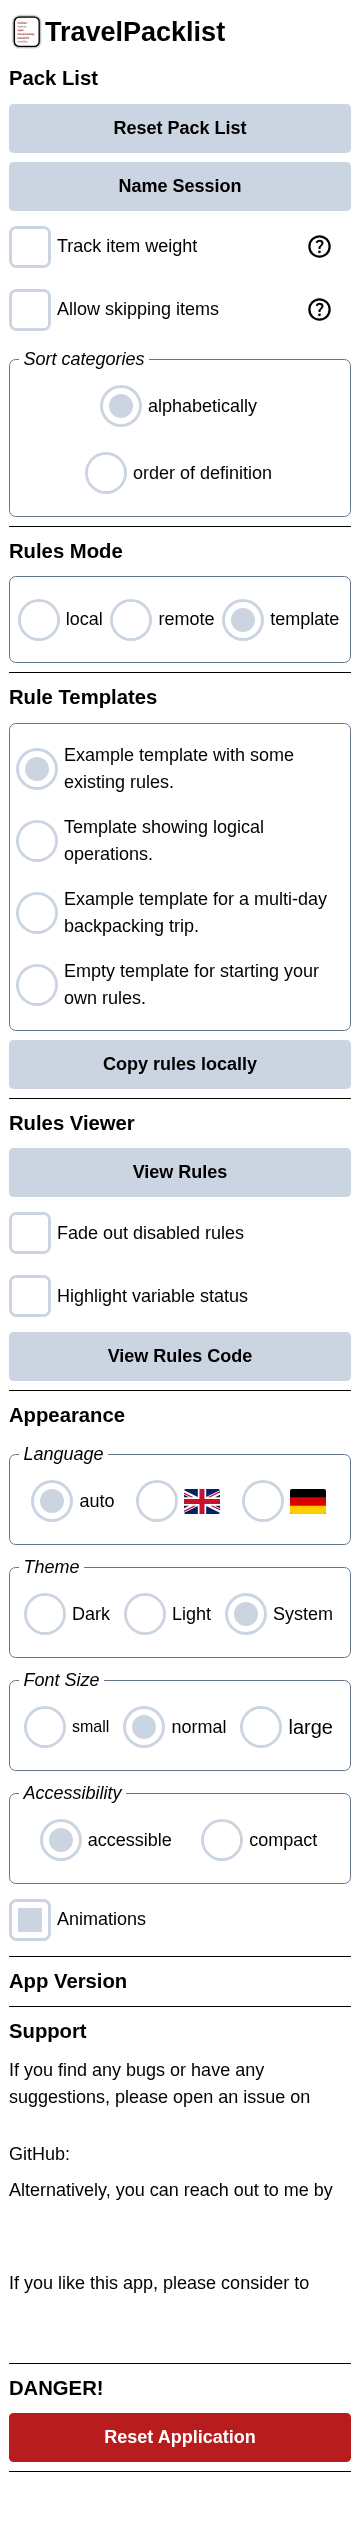 TravelPacklist
Pack List
Reset Pack List
Name Session
Track item weight
Allow skipping items
Sort categories
alphabetically
order of definition
Rules Mode
local remote template
Rule Templates
Example template with some
existing rules.
Template showing logical
operations.
Example template for a multi-day
backpacking trip.
Empty template for starting your
own rules.
Copy rules locally
Rules Viewer
View Rules
Fade out disabled rules
Highlight variable status
View Rules Code
Appearance
Language
auto
Theme
Dark Light System
Font Size
small normal large
Accessibility
accessible compact
Animations
App Version
Support
If you find any bugs or have any
suggestions, please open an issue on
GitHub:
Alternatively, you can reach out to me by
If you like this app, please consider to
DANGER!
Reset Application